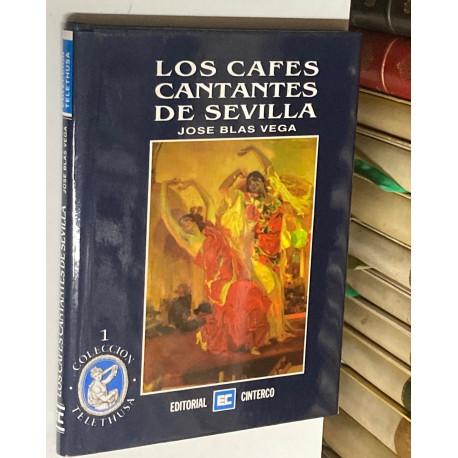 LOS CAFES
CANTANTES
DE SEVILLA
JOSE BLAS VEGA
1
COLECCION
TELETHUSA
EDITORIAL EC CINTERCO
TELETHUSA
JOSE BLAS VEGA
LOS CAFES CANTANTES DE SEVILLA